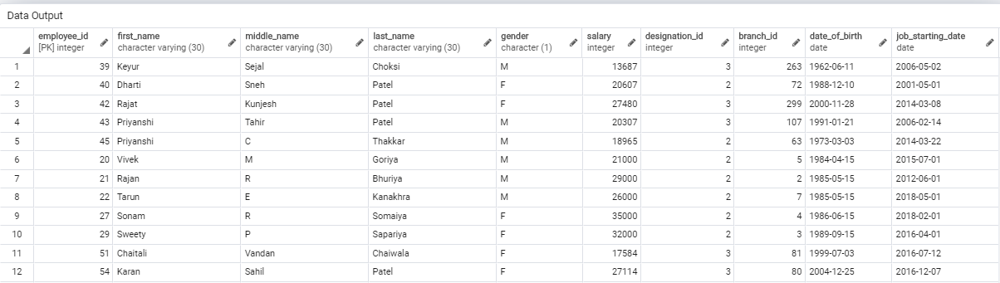 Data Output
employee_id first_name middle_name last_name gender salary designation_id branch_id date_of_birth job_starting_date
[PK] integer character varying (30) character varying (30) character varying (30) character (1) integer integer integer date date
1 39 Keyur Sejal Choksi M 13687 3 263 1962-06-11 2006-05-02
2 40 Dharti Sneh Patel F 20607 2 72 1988-12-10 2001-05-01
3 42 Rajat Kunjesh Patel F 27480 3 299 2000-11-28 2014-03-08
4 43 Priyanshi Tahir Patel M 20307 3 107 1991-01-21 2006-02-14
5 45 Priyanshi C Thakkar M 18965 2 63 1973-03-03 2014-03-22
6 20 Vivek M Goriya M 21000 2 5 1984-04-15 2015-07-01
7 21 Rajan R Bhuriya M 29000 2 2 1985-05-15 2012-06-01
8 22 Tarun E Kanakhra M 26000 2 7 1985-05-15 2018-05-01
9 27 Sonam R Somaiya F 35000 2 4 1986-06-15 2018-02-01
10 29 Sweety P Sapariya F 32000 2 3 1989-09-15 2016-04-01
11 51 Chaitali Vandan Chaiwala F 17584 3 81 1999-07-03 2016-07-12
12 54 Karan Sahil Patel F 27114 3 80 2004-12-25 2016-12-07